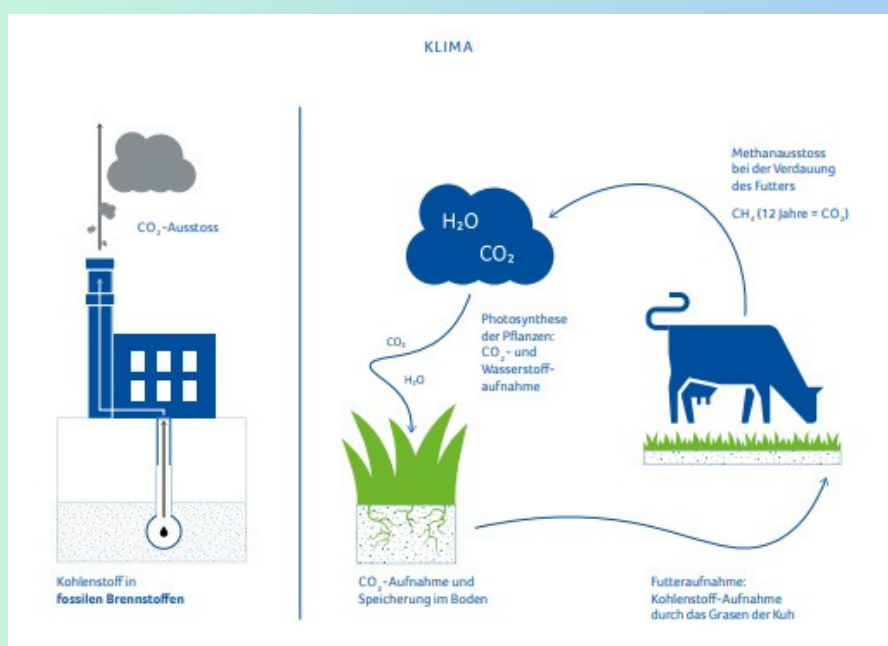 KLIMA
CO₂-Ausstoss
Kohlenstoff in
fossilen Brennstoffen
H₂O
CO₂
CO₂
H₂O
Photosynthese
der Pflanzen:
CO₂- und
Wasserstoff-
aufnahme
CO₂-Aufnahme und
Speicherung im Boden
Methanausstoss
bei der Verdauung
des Futters
CH₄ (12 Jahre = CO₂)
Futteraufnahme:
Kohlenstoff-Aufnahme
durch das Grasen der Kuh